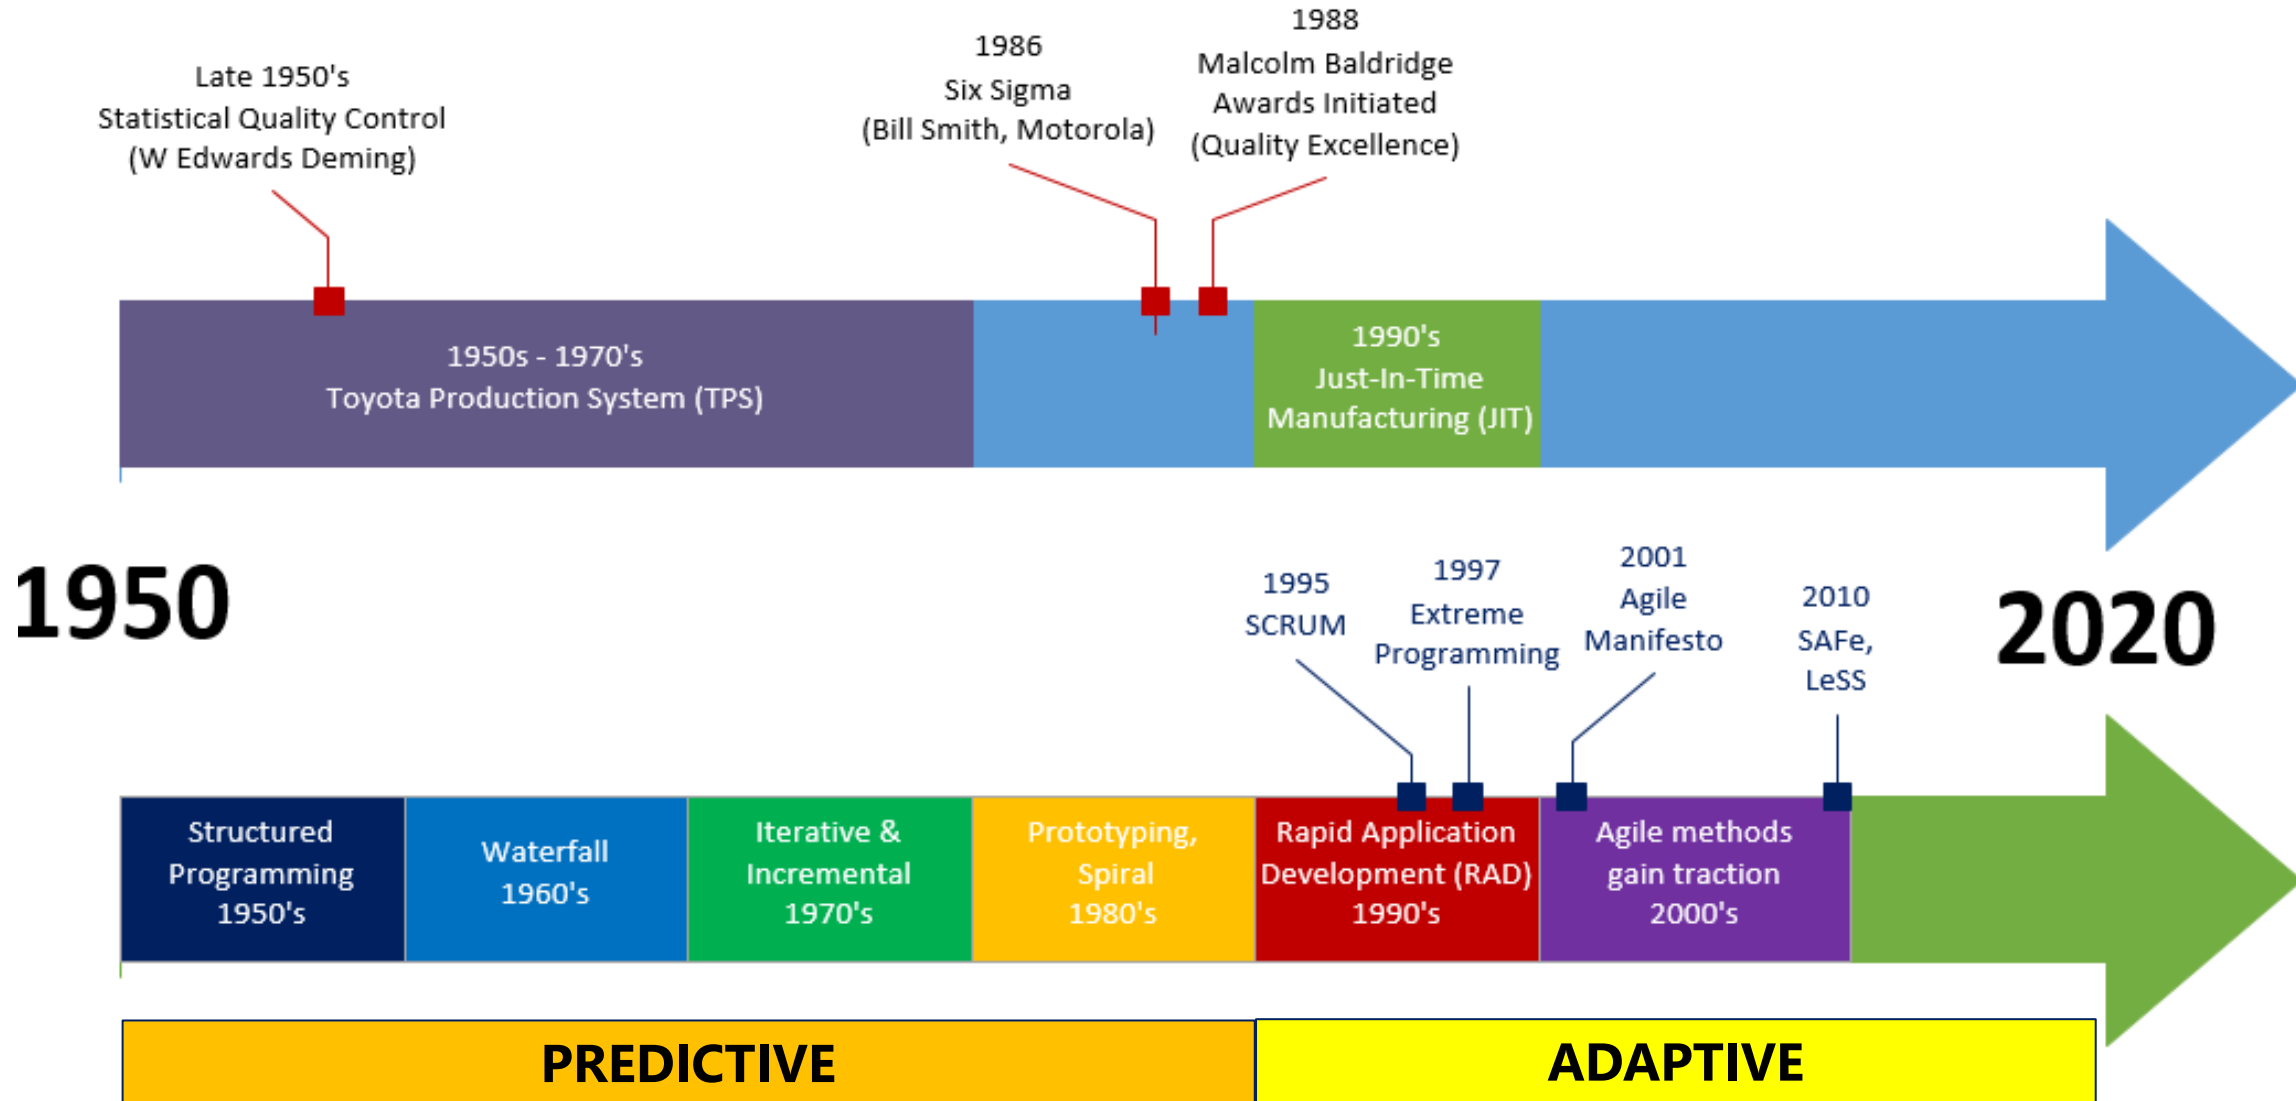 Late 1950's
Statistical Quality Control
(W Edwards Deming)
1986
Six Sigma
(Bill Smith, Motorola)
1988
Malcolm Baldridge
Awards Initiated
(Quality Excellence)
1950s - 1970's
Toyota Production System (TPS)
1990's
Just-In-Time
Manufacturing (JIT)
1950
2020
1995
SCRUM
1997
Extreme
Programming
2001
Agile
Manifesto
2010
SAFe,
LeSS
Structured
Programming
1950's
Waterfall
1960's
Iterative &
Incremental
1970's
Prototyping,
Spiral
1980's
Rapid Application
Development (RAD)
1990's
Agile methods
gain traction
2000's
PREDICTIVE
ADAPTIVE